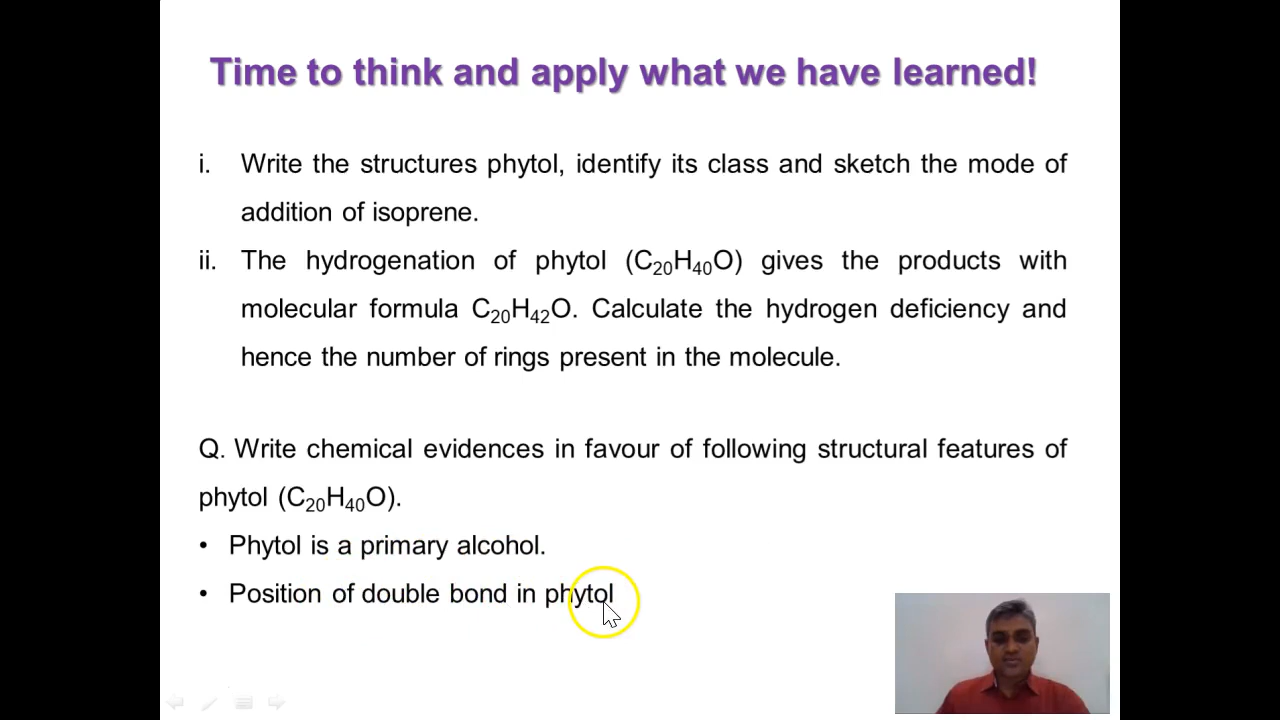 Time to think and apply what we have learned!
i. Write the structures phytol, identify its class and sketch the mode of
addition of isoprene.
ii. The hydrogenation of phytol (C₂₀H₄₀O) gives the products with
molecular formula C₂₀H₄₂O. Calculate the hydrogen deficiency and
hence the number of rings present in the molecule.
Q. Write chemical evidences in favour of following structural features of
phytol (C₂₀H₄₀O).
• Phytol is a primary alcohol.
• Position of double bond in phytol